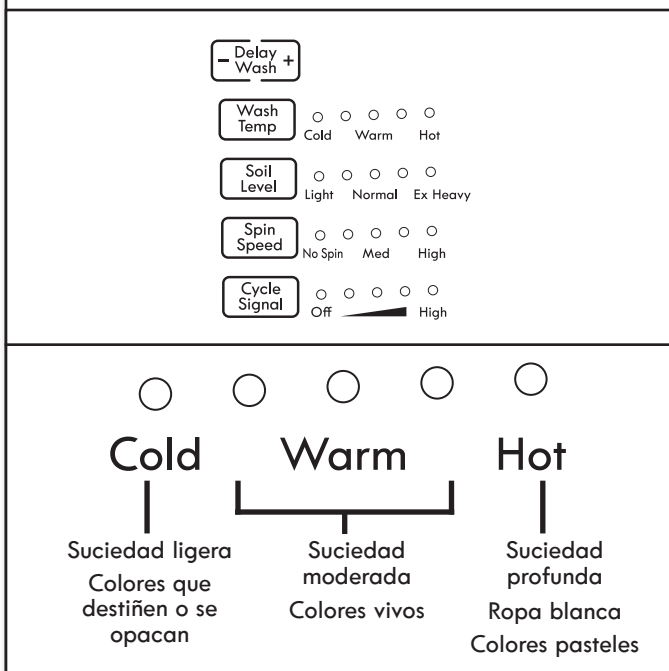 − Delay Wash +
Wash
Temp
Cold Warm Hot
Soil
Level
Light Normal Ex Heavy
Spin
Speed
No Spin Med High
Cycle
Signal
Off High
Cold Warm Hot
Suciedad ligera
Colores que
destiñen o se
opacan
Suciedad
moderada
Colores vivos
Suciedad
profunda
Ropa blanca
Colores pasteles